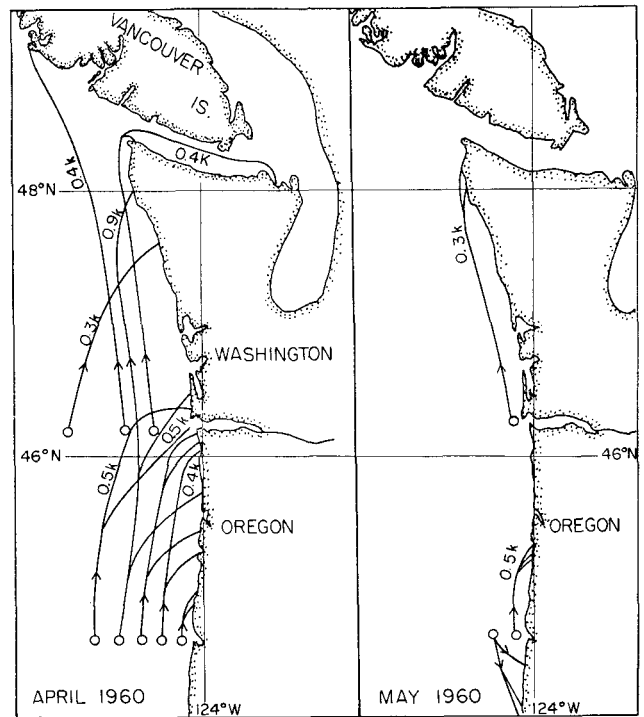 VANCOUVER
IS.
0.4k
0.4k
48°N
0.9k
0.3k
WASHINGTON
0.5k
0.5k
46°N
0.4k
OREGON
APRIL 1960
124°W
0.3k
46°N
OREGON
0.5k
MAY 1960
124°W